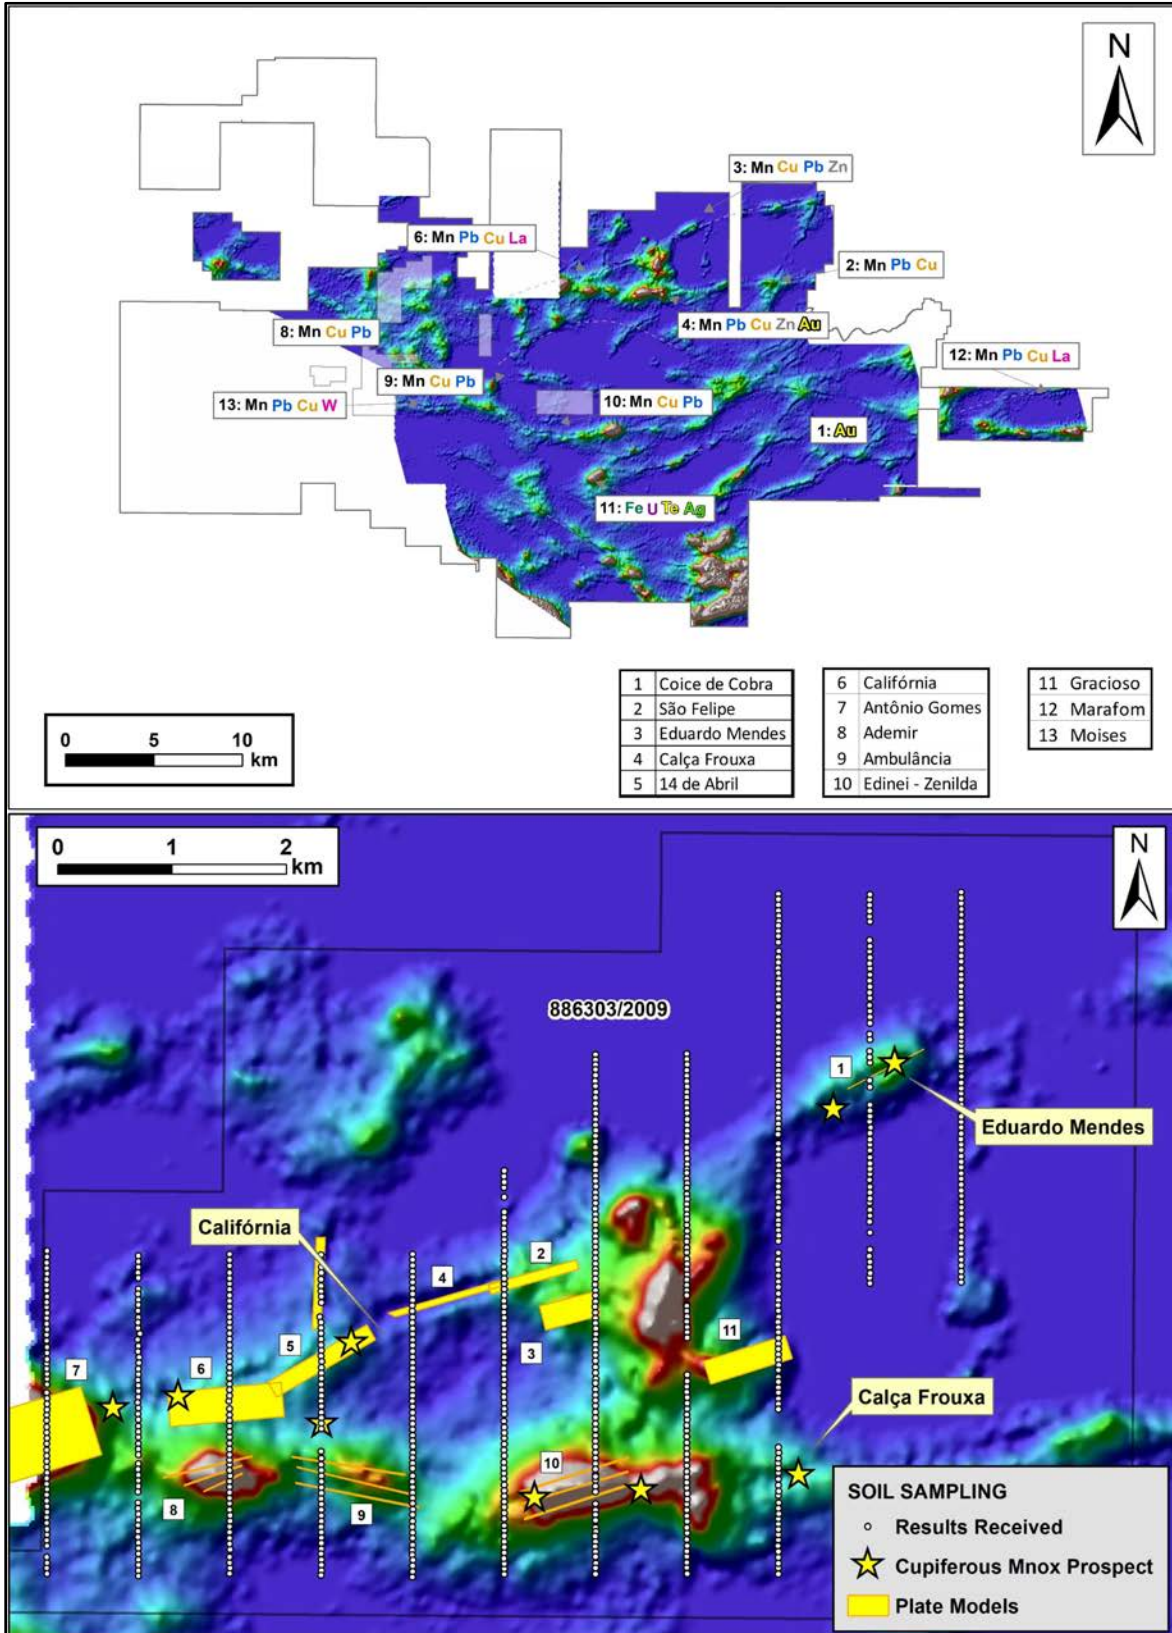 N
3: Mn Cu Pb Zn
6: Mn Pb Cu La
2: Mn Pb Cu
8: Mn Cu Pb
4: Mn Pb Cu Zn Au
12: Mn Pb Cu La
9: Mn Cu Pb
13: Mn Pb Cu W
10: Mn Cu Pb
1: Au
11: Fe U Te Ag
0 5 10
km
1 Coice de Cobra
2 São Felipe
3 Eduardo Mendes
4 Calça Frouxa
5 14 de Abril
6 Califórnia
7 Antônio Gomes
8 Ademir
9 Ambulância
10 Edinei - Zenilda
11 Gracioso
12 Marafom
13 Moises
0 1 2
km
N
886303/2009
1
Eduardo Mendes
Califórnia
2
4
11
5
3
7
6
Calça Frouxa
10
8
9
SOIL SAMPLING
Results Received
Cupiferous Mnox Prospect
Plate Models